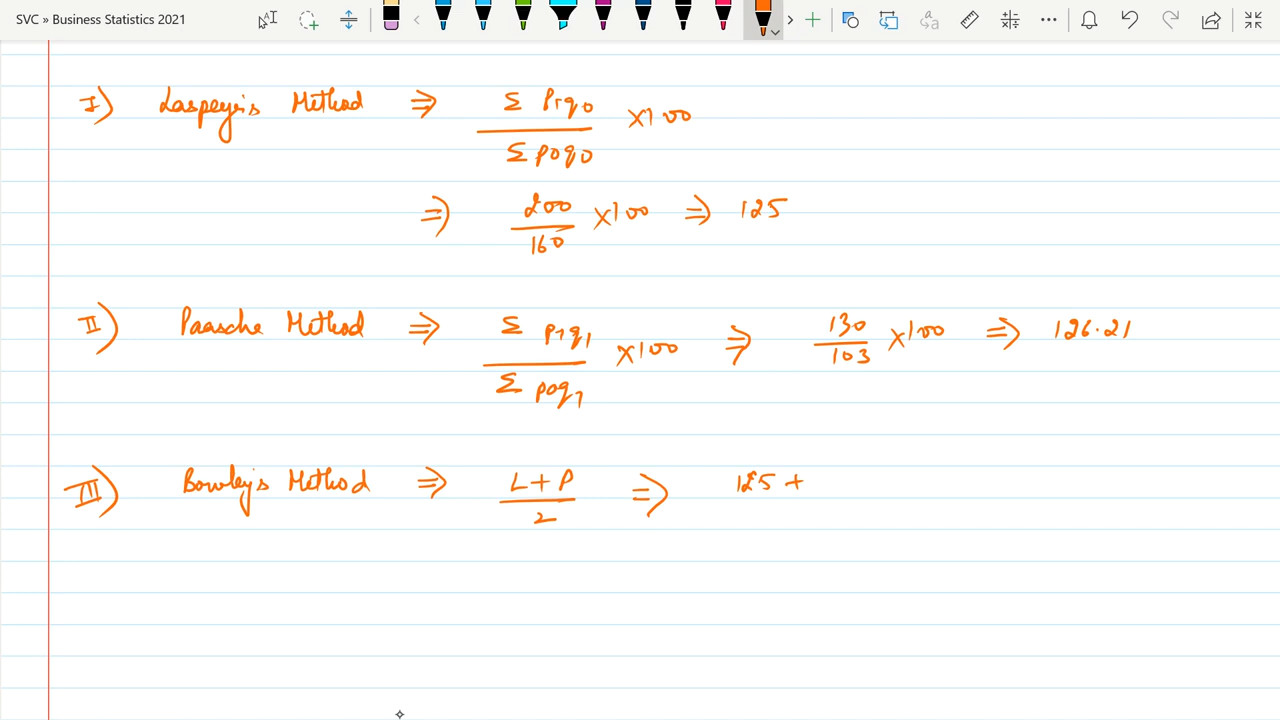 SVC » Business Statistics 2021
I) Laspeyre's Method ⇒ Σ p1q0 / Σ p0q0 ×100
⇒ 200 / 160 ×100 ⇒ 125
II) Paasche Method ⇒ Σ p1q1 / Σ p0q1 ×100 ⇒ 130 / 103 ×100 ⇒ 126.21
III) Bowley's Method ⇒ L+P / 2 ⇒ 125 +